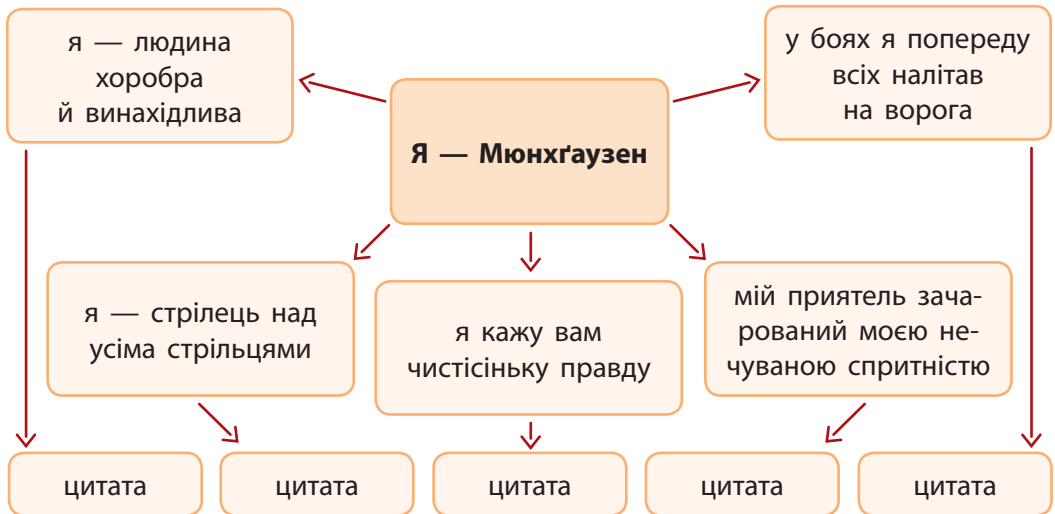 я — людина
хоробра
й винахідлива
у боях я попереду
всіх налітав
на ворога
Я — Мюнхґаузен
я — стрілець над
усіма стрільцями
я кажу вам
чистісіньку правду
мій приятель зача-
рований моєю не-
чуваною спритністю
цитата
цитата
цитата
цитата
цитата